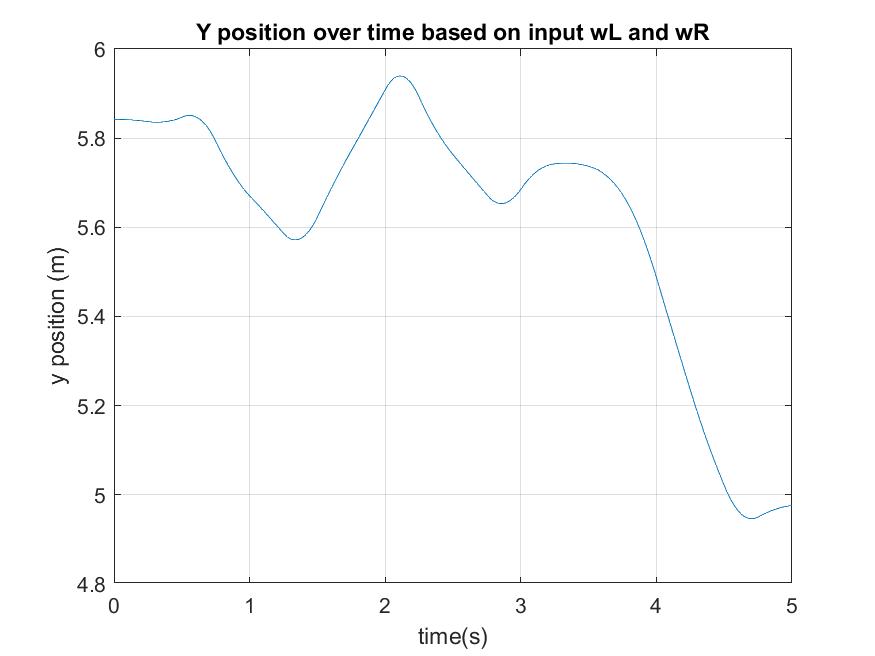 Y position over time based on input wL and wR
6
5.8
5.6
5.4
5.2
5
4.8
y position (m)
0 1 2 3 4 5
time(s)